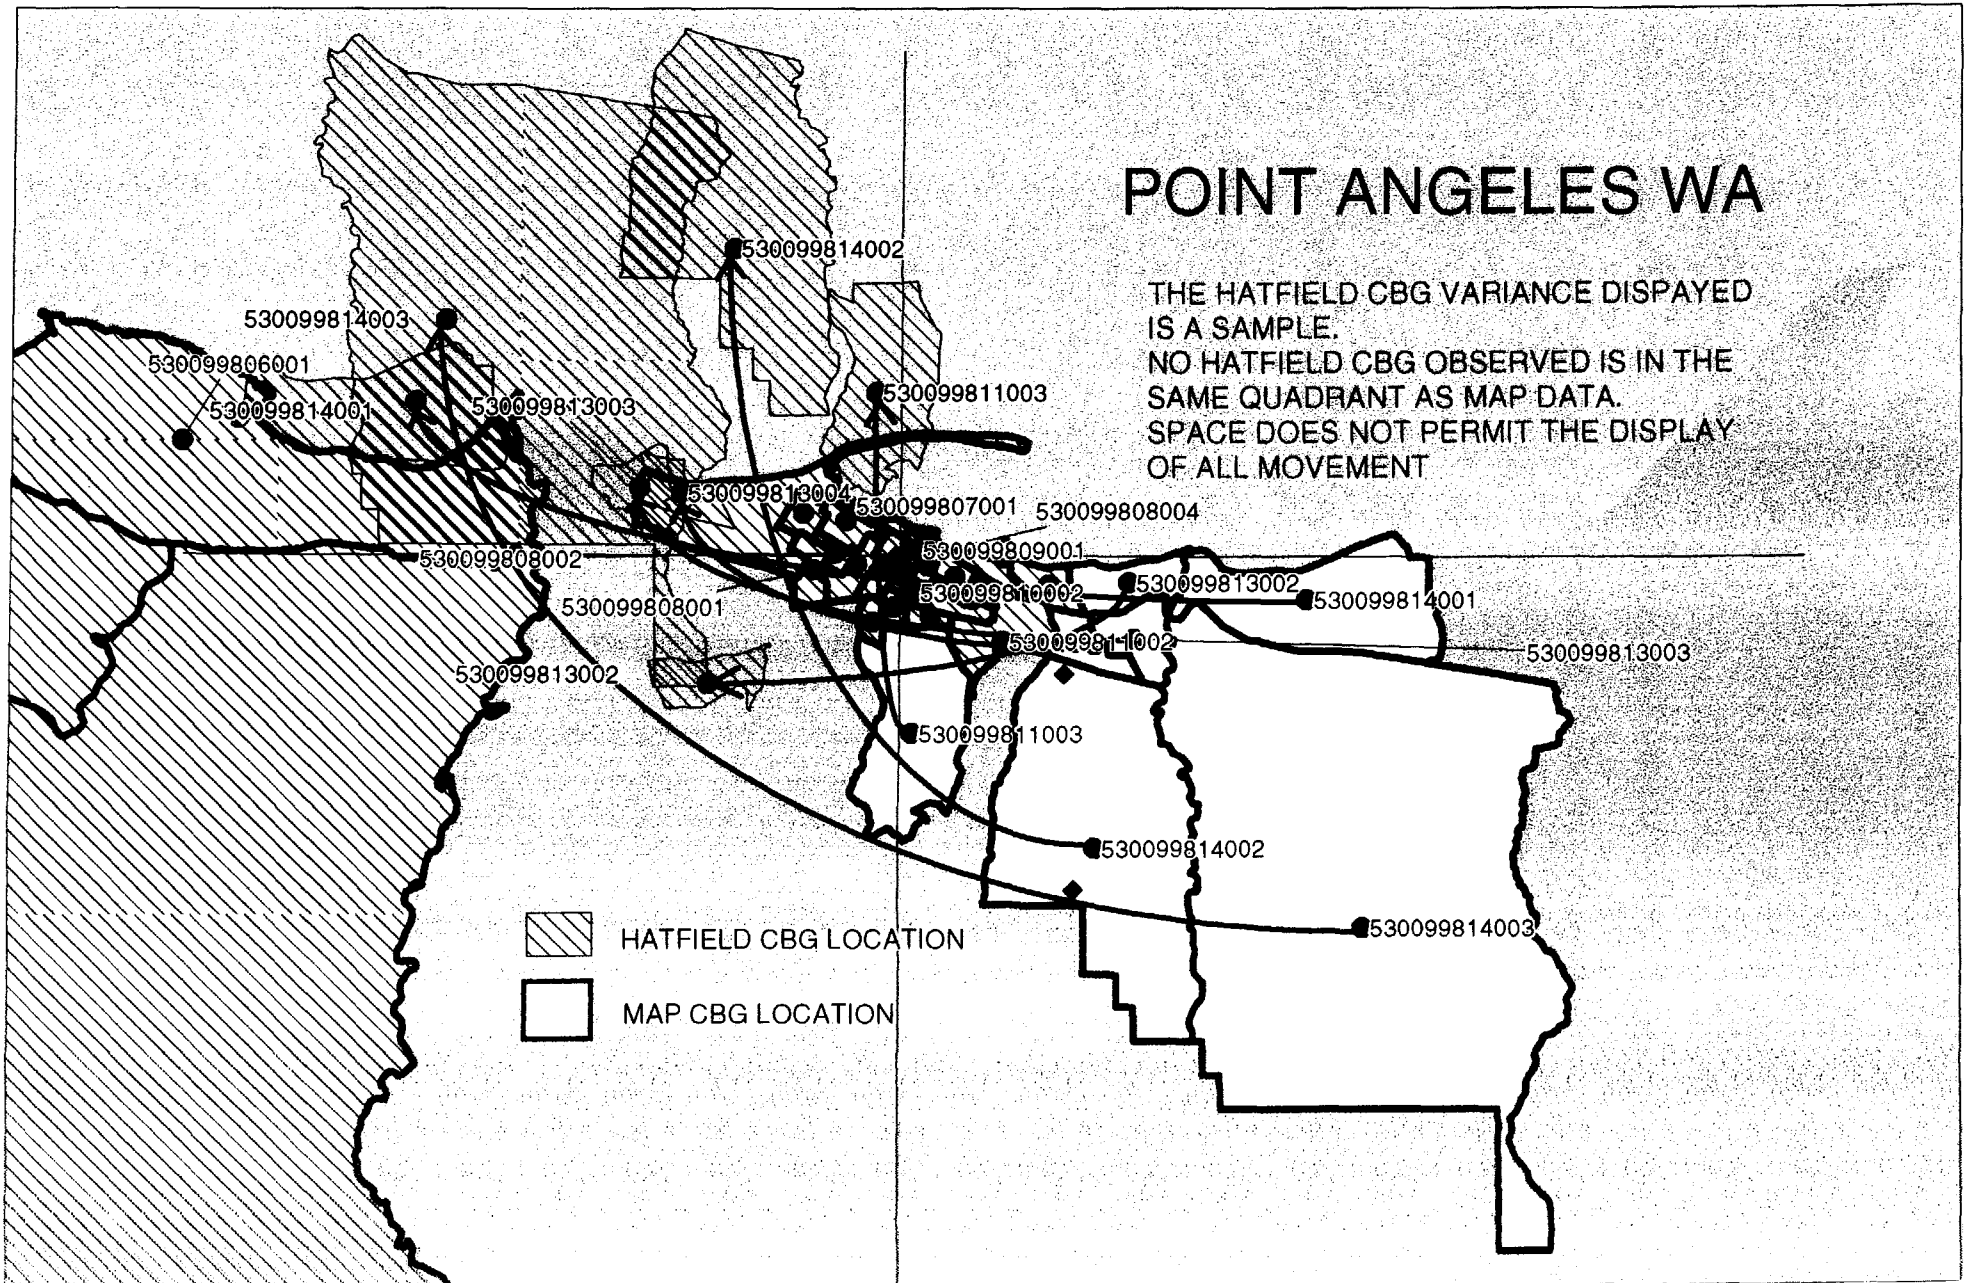 POINT ANGELES WA
THE HATFIELD CBG VARIANCE DISPAYED
IS A SAMPLE.
NO HATFIELD CBG OBSERVED IS IN THE
SAME QUADRANT AS MAP DATA.
SPACE DOES NOT PERMIT THE DISPLAY
OF ALL MOVEMENT
530099814002
530099814003
530099806001
530099814001
530099813003
530099811003
530099813004
530099807001
530099808004
530099809001
530099808002
530099808001
530099810002
530099813002
530099814001
530099811002
530099813003
530099813002
530099811003
530099814002
530099814003
HATFIELD CBG LOCATION
MAP CBG LOCATION